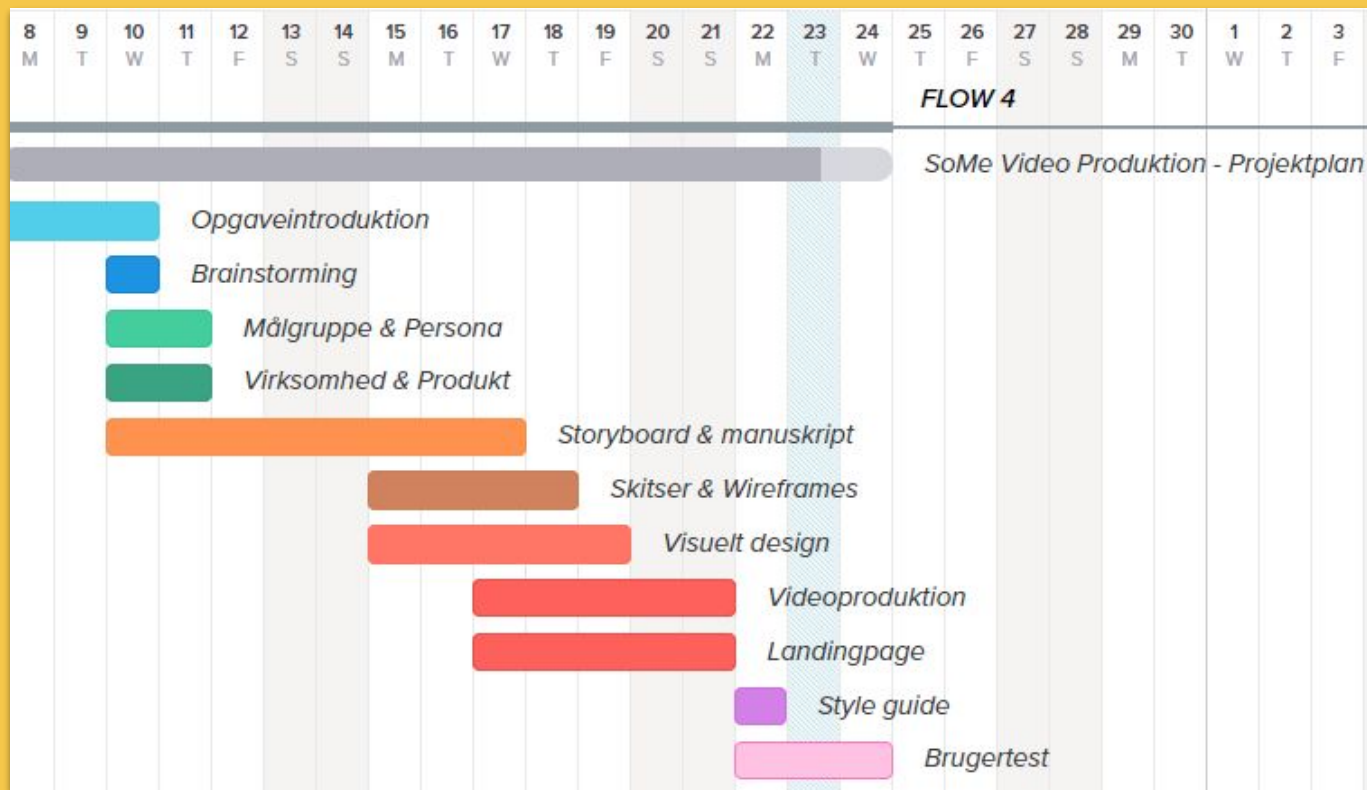 8 9 10 11 12 13 14 15 16 17 18 19 20 21 22 23 24 25 26 27 28 29 30 1 2 3
M T W T F S S M T W T F S S M T W T F S S M T W T F
FLOW 4
SoMe Video Produktion - Projektplan
Opgaveintroduktion
Brainstorming
Målgruppe & Persona
Virksomhed & Produkt
Storyboard & manuskript
Skitser & Wireframes
Visuelt design
Videoproduktion
Landingpage
Style guide
Brugertest